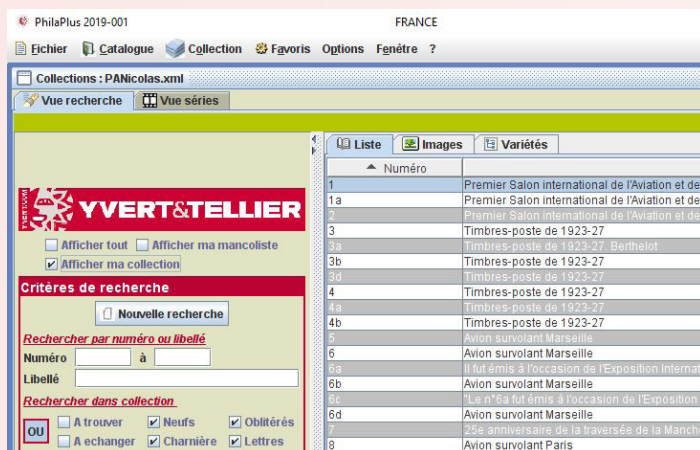 PhilaPlus 2019-001 FRANCE
Fichier Catalogue Collection Favoris Options Fenêtre ?
Collections : PANicolas.xml
Vue recherche Vue séries
Liste Images Variétés
Numéro
YVERT.COM YVERT&TELLIER
Afficher tout Afficher ma mancoliste
Afficher ma collection
Critères de recherche
Nouvelle recherche
Rechercher par numéro ou libellé
Numéro à
Libellé
Rechercher dans collection
OU A trouver Neufs Oblitérés
A echanger Charnière Lettres
1 Premier Salon international de l'Aviation et de
1a Premier Salon international de l'Aviation et de
2 Premier Salon international de l'Aviation et de
3 Timbres-poste de 1923-27
3a Timbres-poste de 1923-27. Berthelot
3b Timbres-poste de 1923-27
3d Timbres-poste de 1923-27
4 Timbres-poste de 1923-27
4a Timbres-poste de 1923-27
4b Timbres-poste de 1923-27
5 Avion survolant Marseille
6 Avion survolant Marseille
6a Il fut émis à l'occasion de l'Exposition Internat
6b Avion survolant Marseille
6c "Le n°6a fut émis à l'occasion de l'Exposition
6d Avion survolant Marseille
7 25e anniversaire de la traversée de la Manche
8 Avion survolant Paris